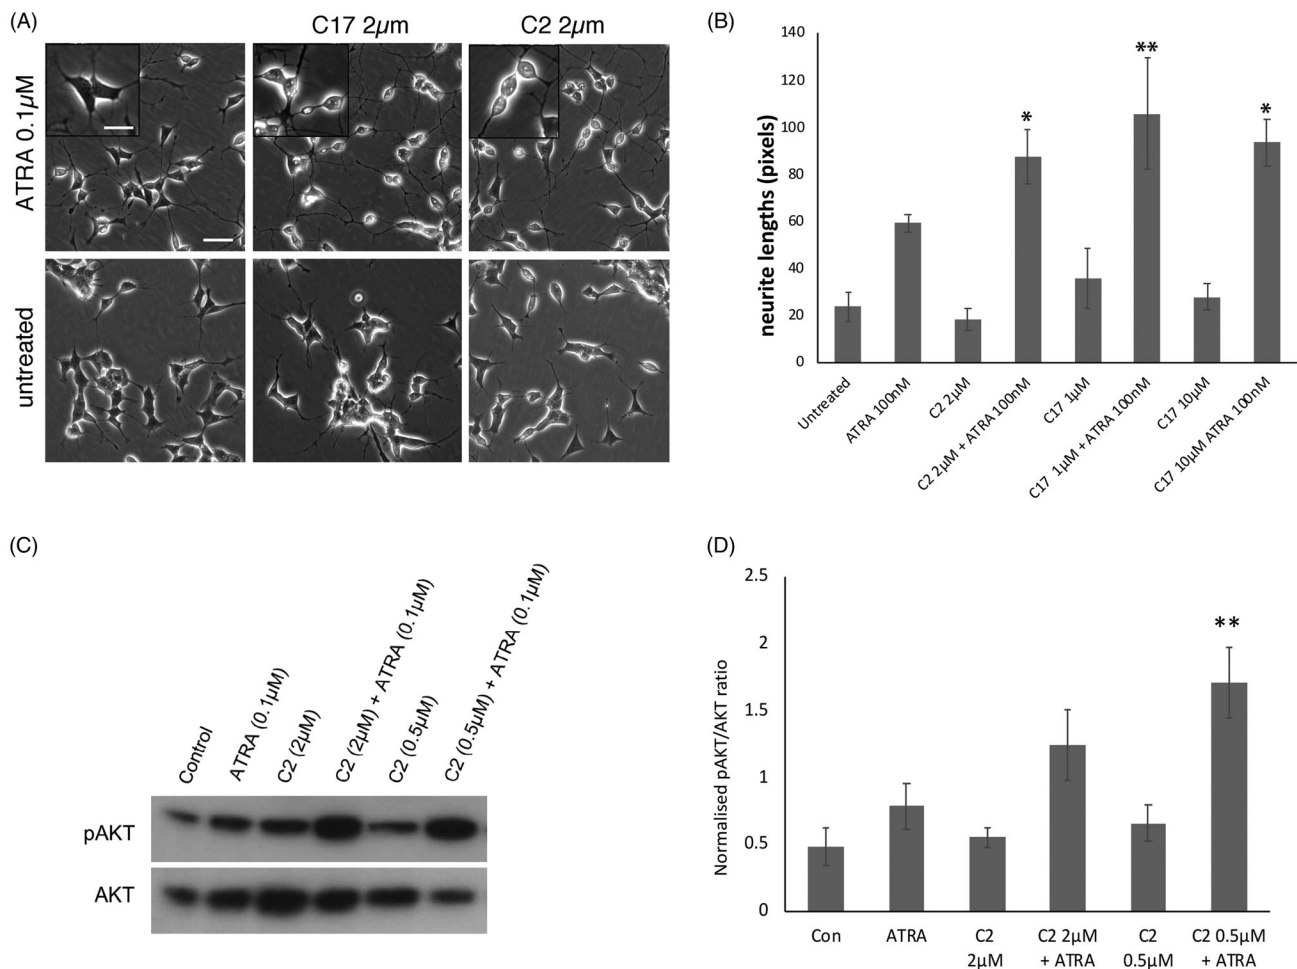 (A)
C17 2µm
C2 2µm
ATRA 0.1µM
untreated
(B)
neurite lengths (pixels)
140
120
100
80
60
40
20
0
*
**
*
Untreated
ATRA 100nM
C2 2µM
C2 2µM + ATRA 100nM
C17 1µM
C17 1µM + ATRA 100nM
C17 10µM
C17 10µM ATRA 100nM
(C)
Control
ATRA (0.1µM)
C2 (2µM)
C2 (2µM) + ATRA (0.1µM)
C2 (0.5µM)
C2 (0.5µM) + ATRA (0.1µM)
pAKT
AKT
(D)
Normalised pAKT/AKT ratio
2.5
2
1.5
1
0.5
0
**
Con
ATRA
C2
2µM
C2 2µM
+ ATRA
C2
0.5µM
C2 0.5µM
+ ATRA